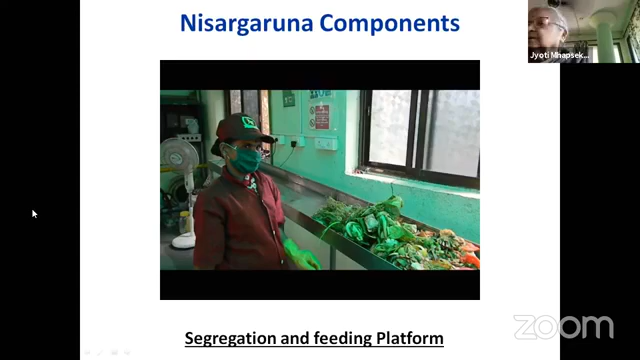 Nisargaruna Components
Jyoti Mhapsek...
Segregation and feeding Platform
zoom